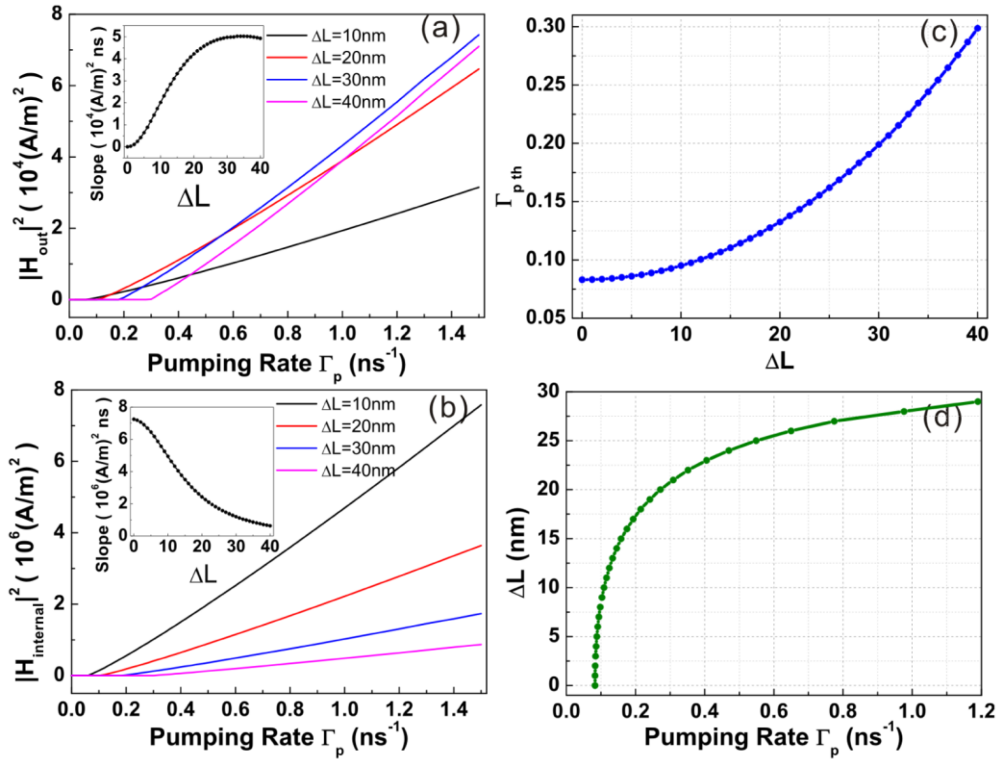 (a)
|H_out|² ( 10⁴(A/m)² )
8
6
4
2
0
0.0 0.2 0.4 0.6 0.8 1.0 1.2 1.4
Pumping Rate Γ_p (ns⁻¹)
Slope ( 10⁴(A/m)² ns )
5
4
3
2
1
0
0 10 20 30 40
ΔL
ΔL=10nm
ΔL=20nm
ΔL=30nm
ΔL=40nm
(c)
Γ_p th
0.30
0.25
0.20
0.15
0.10
0.05
0 10 20 30 40
ΔL
(b)
|H_internal|² ( 10⁶(A/m)² )
8
6
4
2
0
0.0 0.2 0.4 0.6 0.8 1.0 1.2 1.4
Pumping Rate Γ_p (ns⁻¹)
Slope ( 10⁶(A/m)² ns )
8
6
4
2
0
0 10 20 30 40
ΔL
ΔL=10nm
ΔL=20nm
ΔL=30nm
ΔL=40nm
(d)
ΔL (nm)
30
25
20
15
10
5
0
0.0 0.2 0.4 0.6 0.8 1.0 1.2
Pumping Rate Γ_p (ns⁻¹)